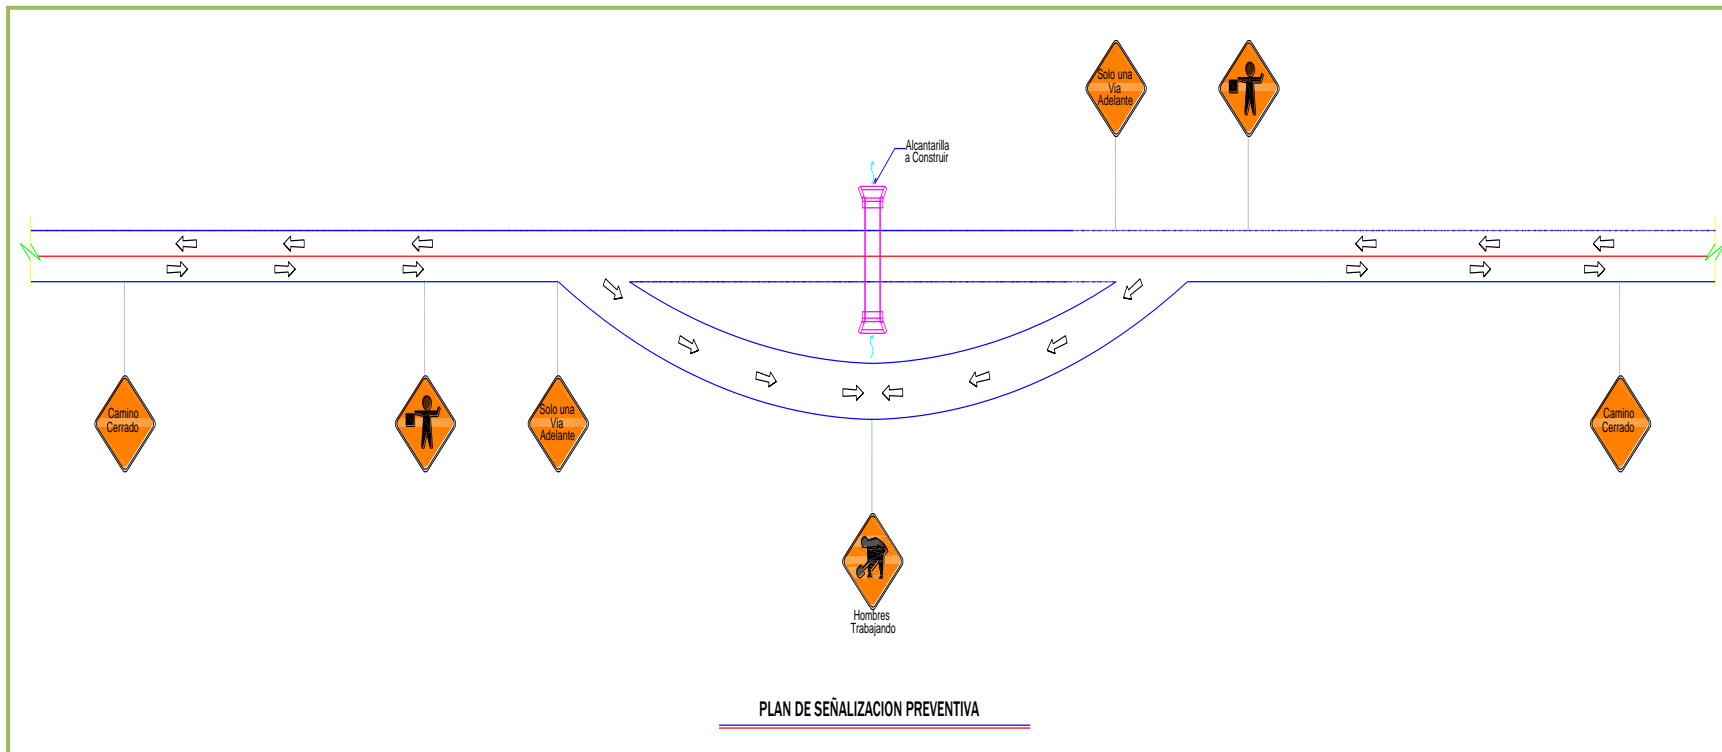 Solo una
Via
Adelante
Alcantarilla
a Construir
Camino
Cerrado
Solo una
Via
Adelante
Camino
Cerrado
Hombres
Trabajando
PLAN DE SEÑALIZACION PREVENTIVA